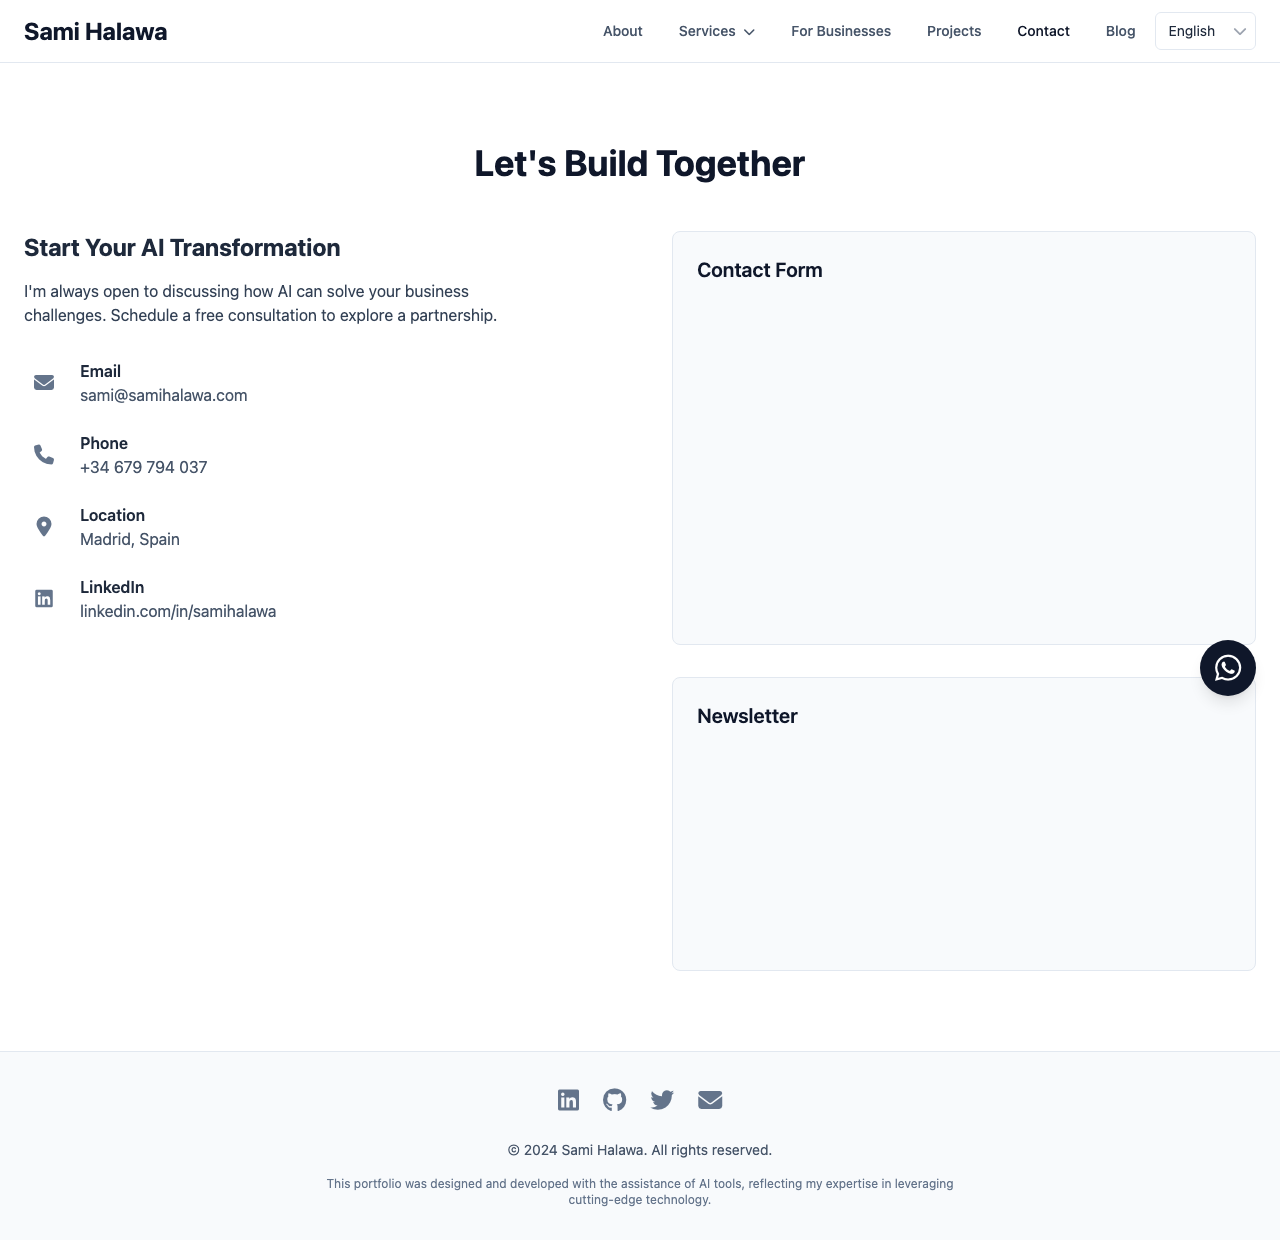 Sami Halawa
About
Services
For Businesses
Projects
Contact
Blog
English
Let's Build Together
Start Your AI Transformation
I'm always open to discussing how AI can solve your business
challenges. Schedule a free consultation to explore a partnership.
Email
sami@samihalawa.com
Phone
+34 679 794 037
Location
Madrid, Spain
LinkedIn
linkedin.com/in/samihalawa
Contact Form
Newsletter
© 2024 Sami Halawa. All rights reserved.
This portfolio was designed and developed with the assistance of AI tools, reflecting my expertise in leveraging
cutting-edge technology.